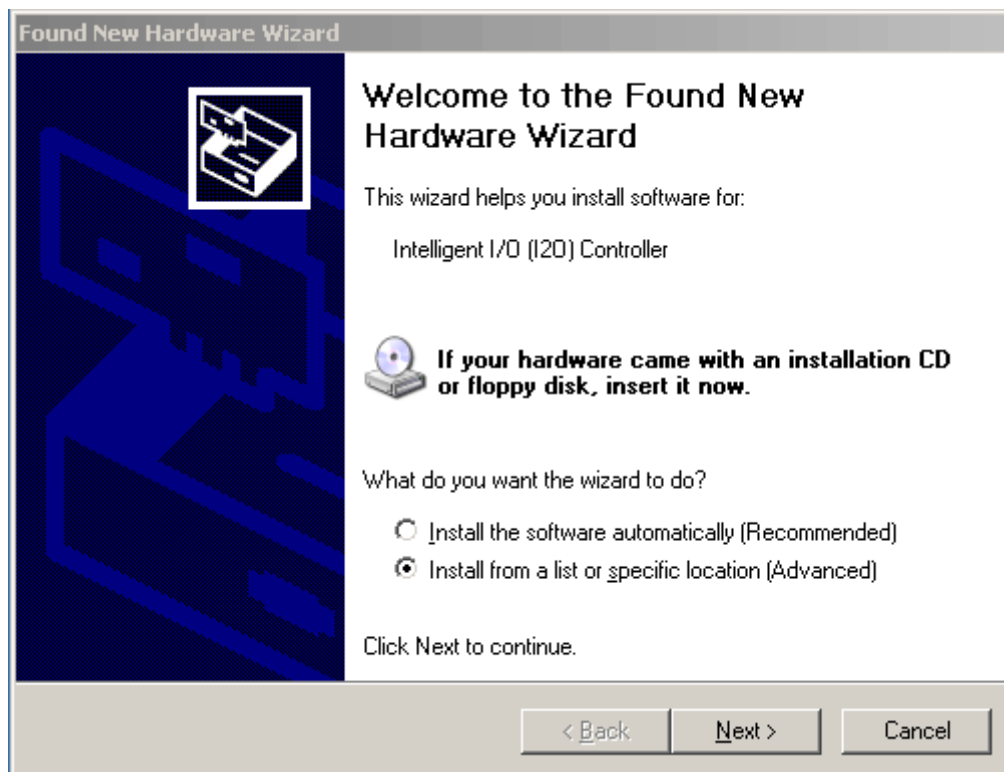 Found New Hardware Wizard
Welcome to the Found New
Hardware Wizard
This wizard helps you install software for:
Intelligent I/O (I2O) Controller
If your hardware came with an installation CD
or floppy disk, insert it now.
What do you want the wizard to do?
Install the software automatically (Recommended)
Install from a list or specific location (Advanced)
Click Next to continue.
< Back Next > Cancel